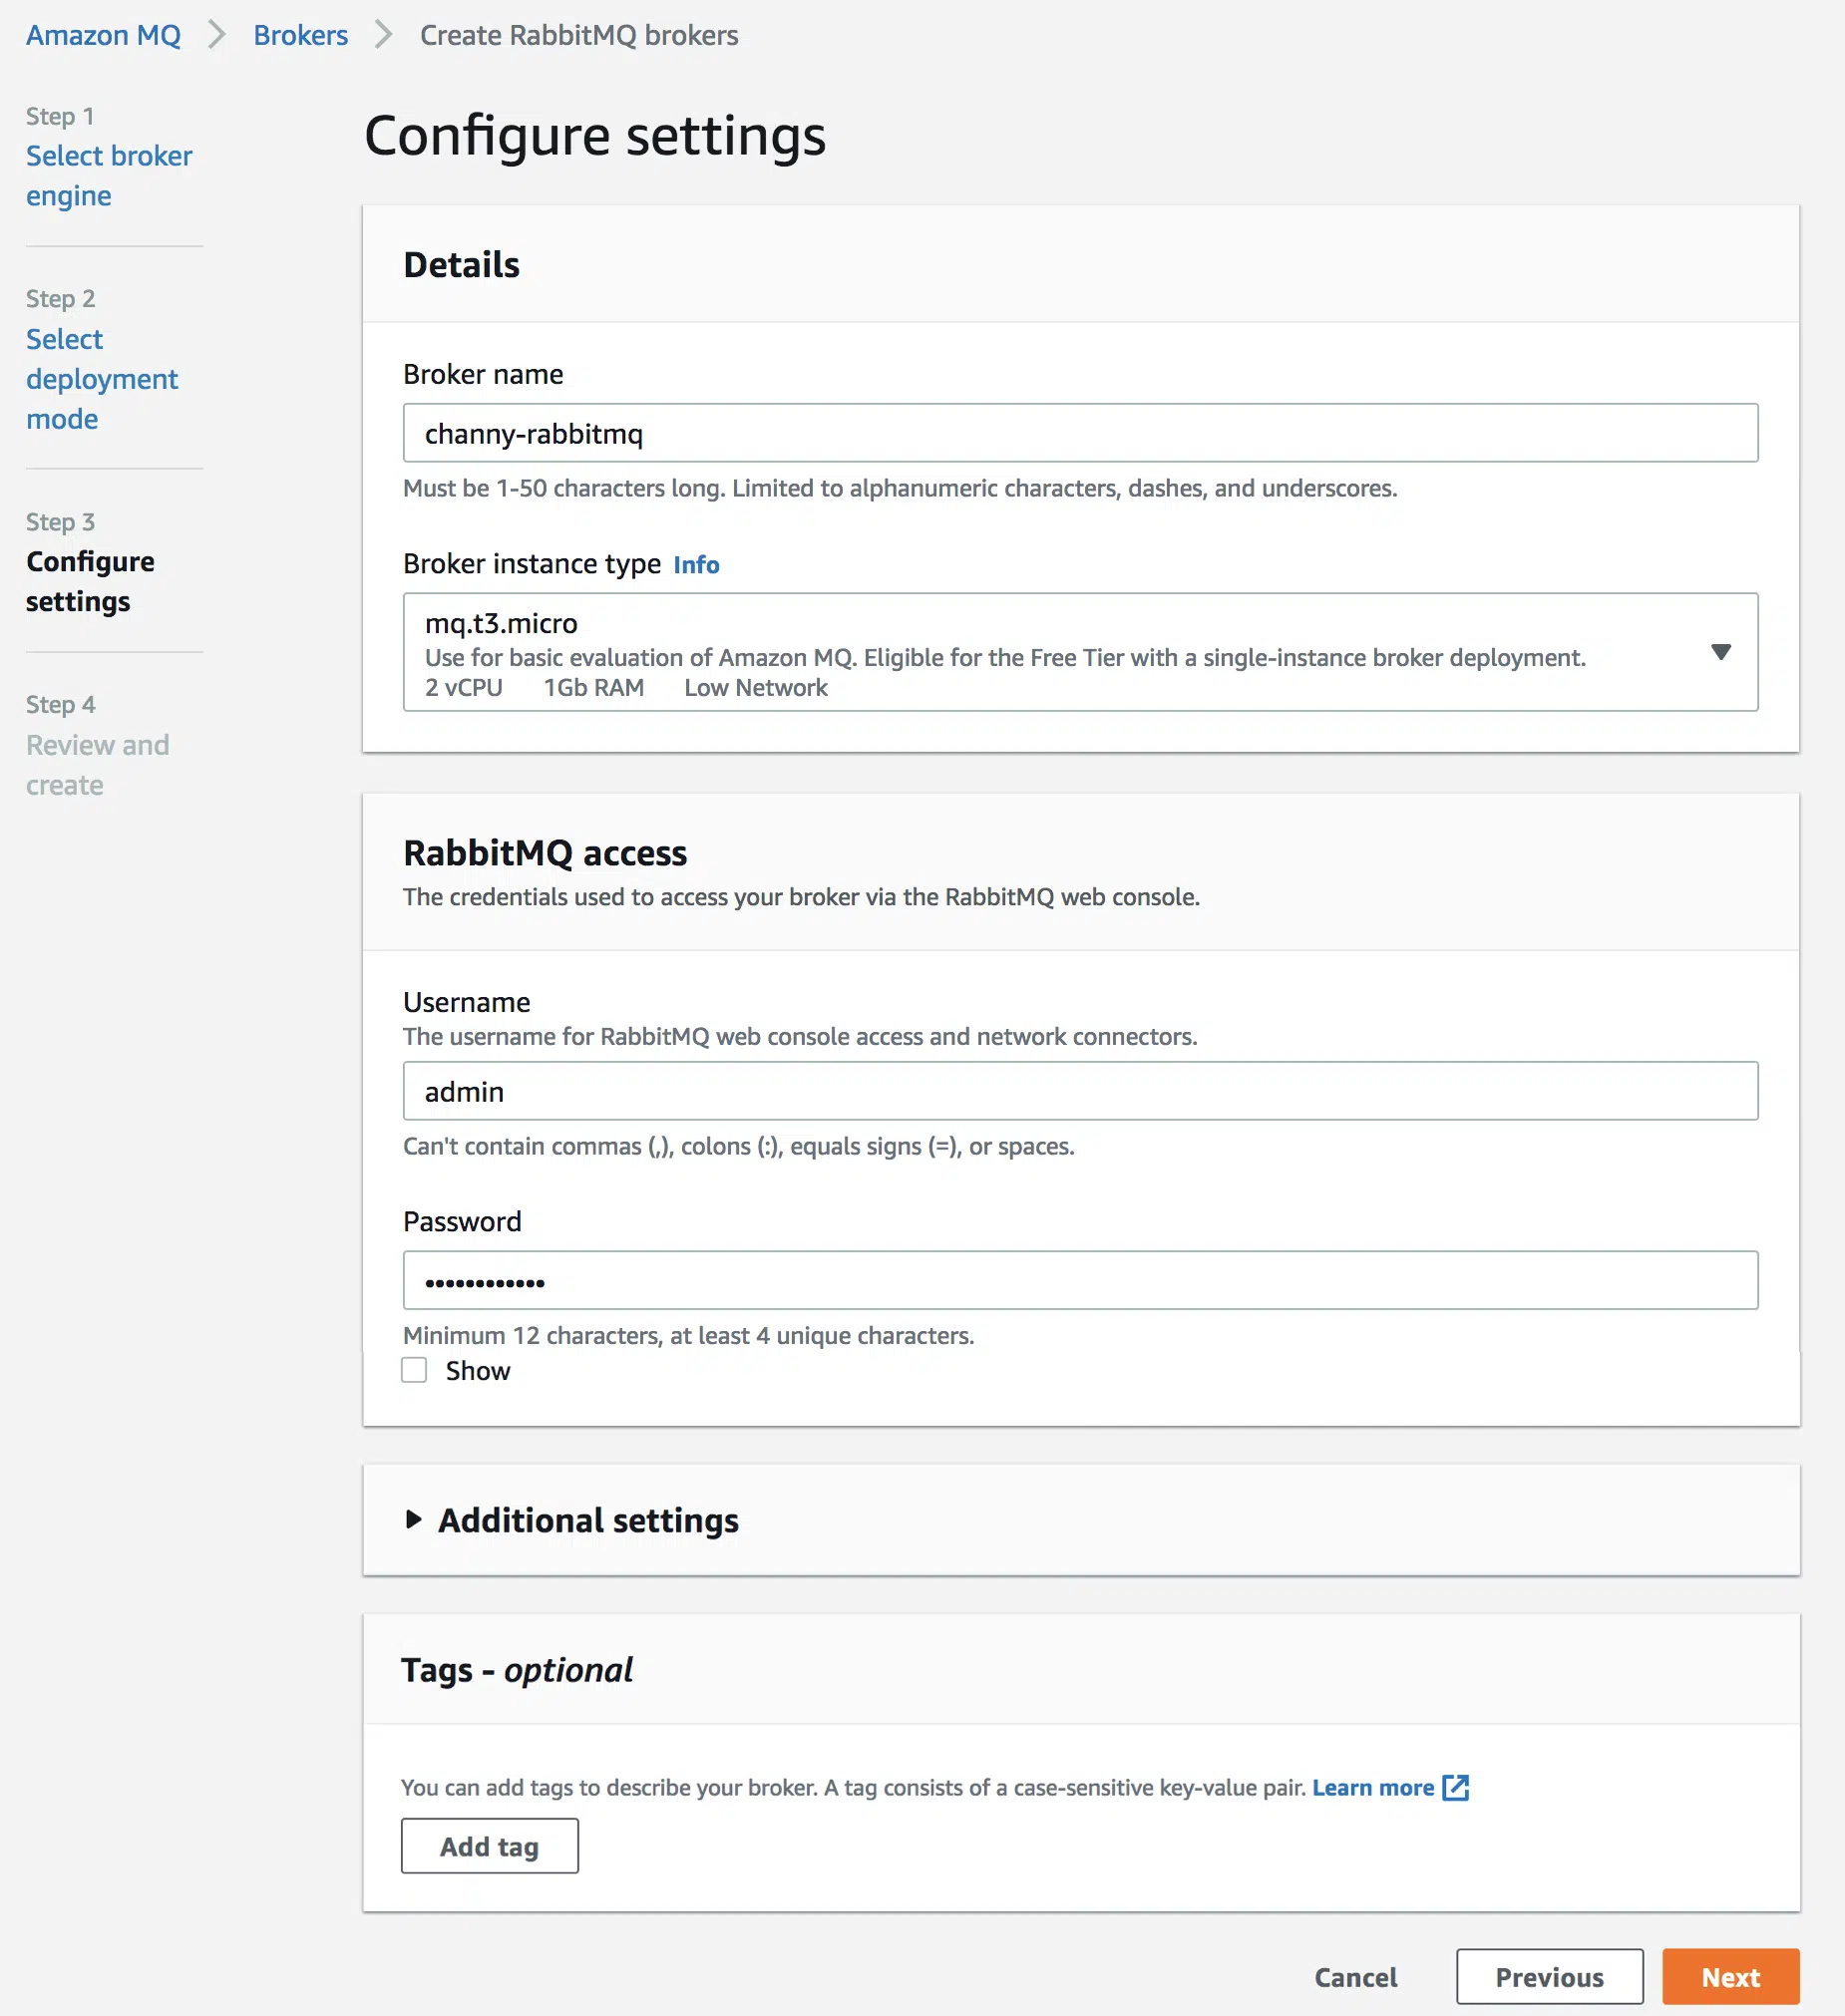 Amazon MQ > Brokers > Create RabbitMQ brokers
Step 1
Select broker
engine
Step 2
Select
deployment
mode
Step 3
Configure
settings
Step 4
Review and
create
Configure settings
Details
Broker name
channy-rabbitmq
Must be 1-50 characters long. Limited to alphanumeric characters, dashes, and underscores.
Broker instance type Info
mq.t3.micro
Use for basic evaluation of Amazon MQ. Eligible for the Free Tier with a single-instance broker deployment.
2 vCPU 1Gb RAM Low Network
RabbitMQ access
The credentials used to access your broker via the RabbitMQ web console.
Username
The username for RabbitMQ web console access and network connectors.
admin
Can't contain commas (,), colons (:), equals signs (=), or spaces.
Password
••••••••••••
Minimum 12 characters, at least 4 unique characters.
Show
Additional settings
Tags - optional
You can add tags to describe your broker. A tag consists of a case-sensitive key-value pair. Learn more
Add tag
Cancel Previous Next